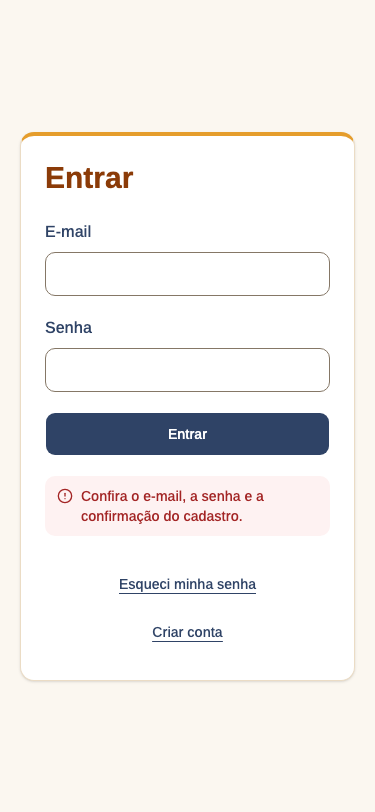 Entrar
E-mail
Senha
Entrar
Confira o e-mail, a senha e a
confirmação do cadastro.
Esqueci minha senha
Criar conta